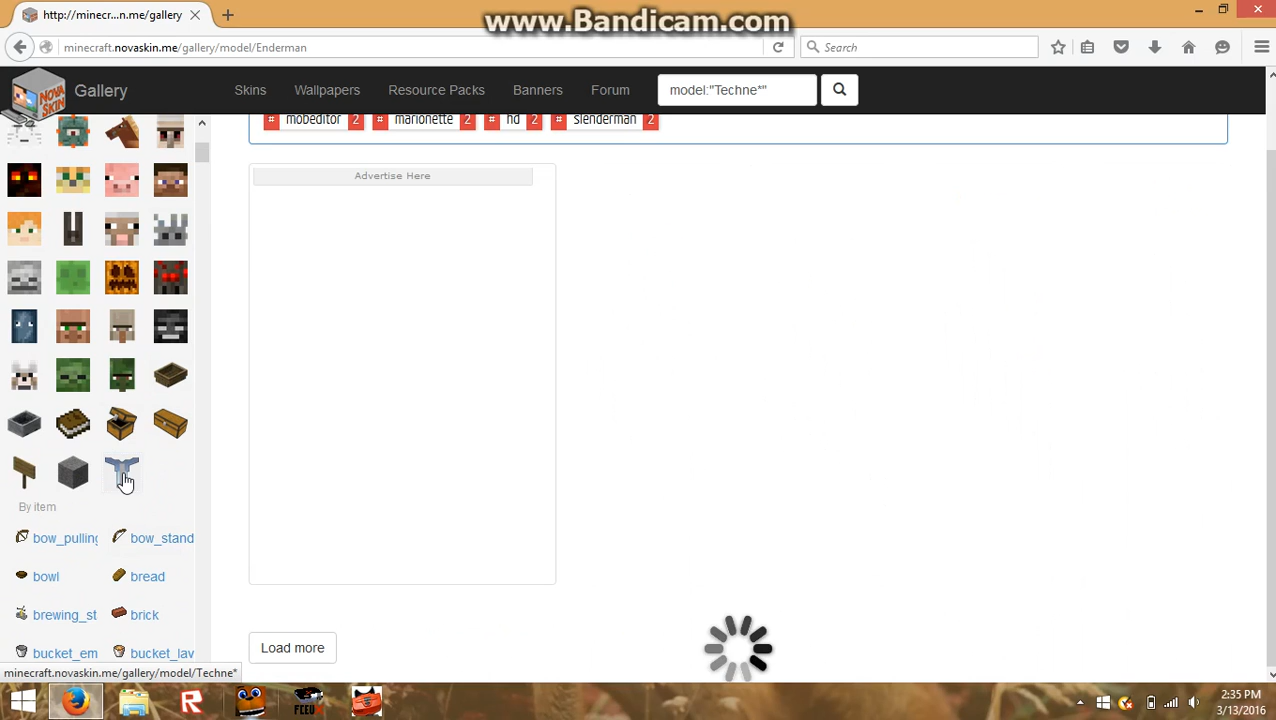 http://minecr...n.me/gallery
www.Bandicam.com
minecraft.novaskin.me/gallery/model/Enderman
Search
NOVA SKIN
Gallery
Skins
Wallpapers
Resource Packs
Banners
Forum
model:"Techne*"
# mobeditor 2
# marionette 2
# hd 2
# slenderman 2
Advertise Here
By item
bow_pulling
bow_stand
bowl
bread
brewing_st
brick
bucket_em
bucket_lav
Load more
minecraft.novaskin.me/gallery/model/Techne*
FCEU
2:35 PM
3/13/2016